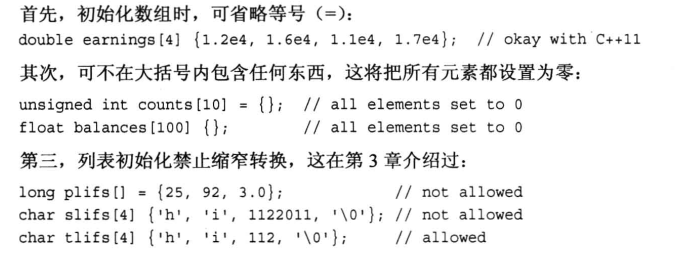 首先，初始化数组时，可省略等号（=）：
double earnings[4] {1.2e4, 1.6e4, 1.1e4, 1.7e4};  // okay with C++11
其次，可不在大括号内包含任何东西，这将把所有元素都设置为零：
unsigned int counts[10] = {};  // all elements set to 0
float balances[100] {};        // all elements set to 0
第三，列表初始化禁止缩窄转换，这在第 3 章介绍过：
long plifs[] = {25, 92, 3.0};             // not allowed
char slifs[4] {'h', 'i', 1122011, '\0'}; // not allowed
char tlifs[4] {'h', 'i', 112, '\0'};     // allowed